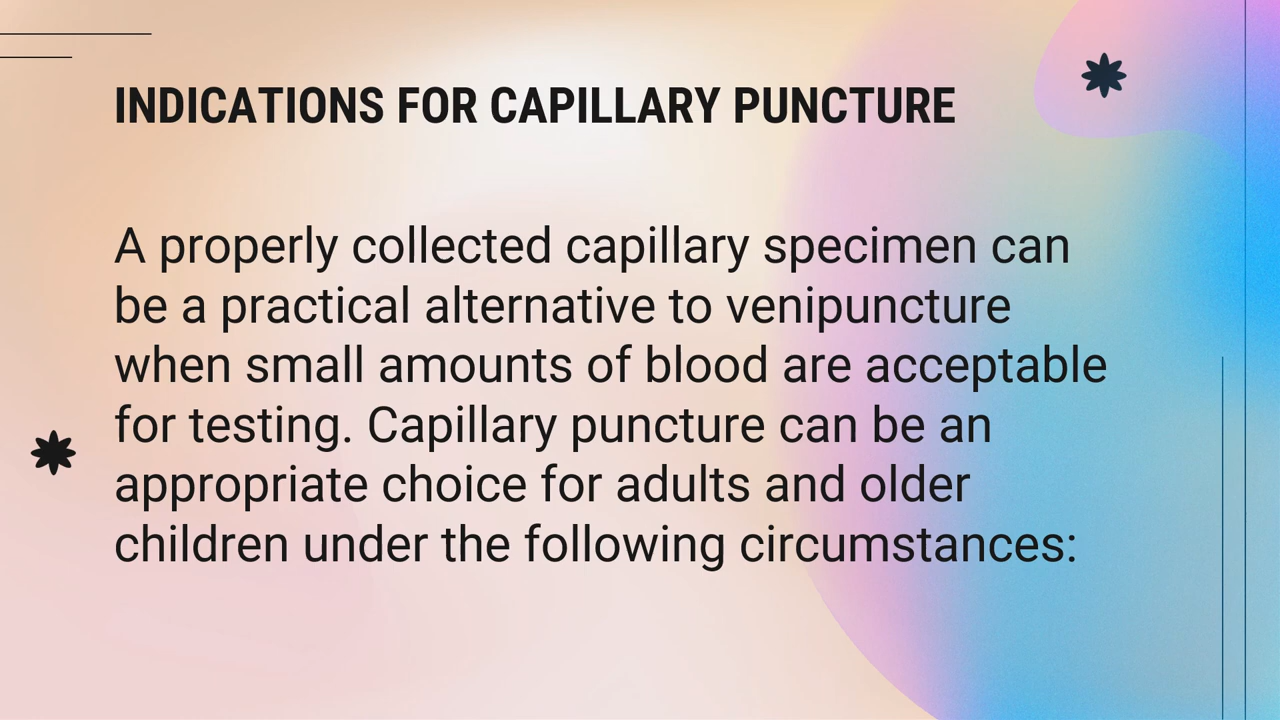 INDICATIONS FOR CAPILLARY PUNCTURE
A properly collected capillary specimen can
be a practical alternative to venipuncture
when small amounts of blood are acceptable
for testing. Capillary puncture can be an
appropriate choice for adults and older
children under the following circumstances: